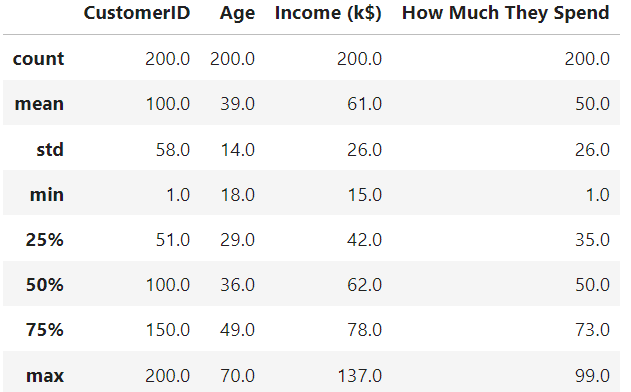 CustomerID Age Income (k$) How Much They Spend
count 200.0 200.0 200.0 200.0
mean 100.0 39.0 61.0 50.0
std 58.0 14.0 26.0 26.0
min 1.0 18.0 15.0 1.0
25% 51.0 29.0 42.0 35.0
50% 100.0 36.0 62.0 50.0
75% 150.0 49.0 78.0 73.0
max 200.0 70.0 137.0 99.0